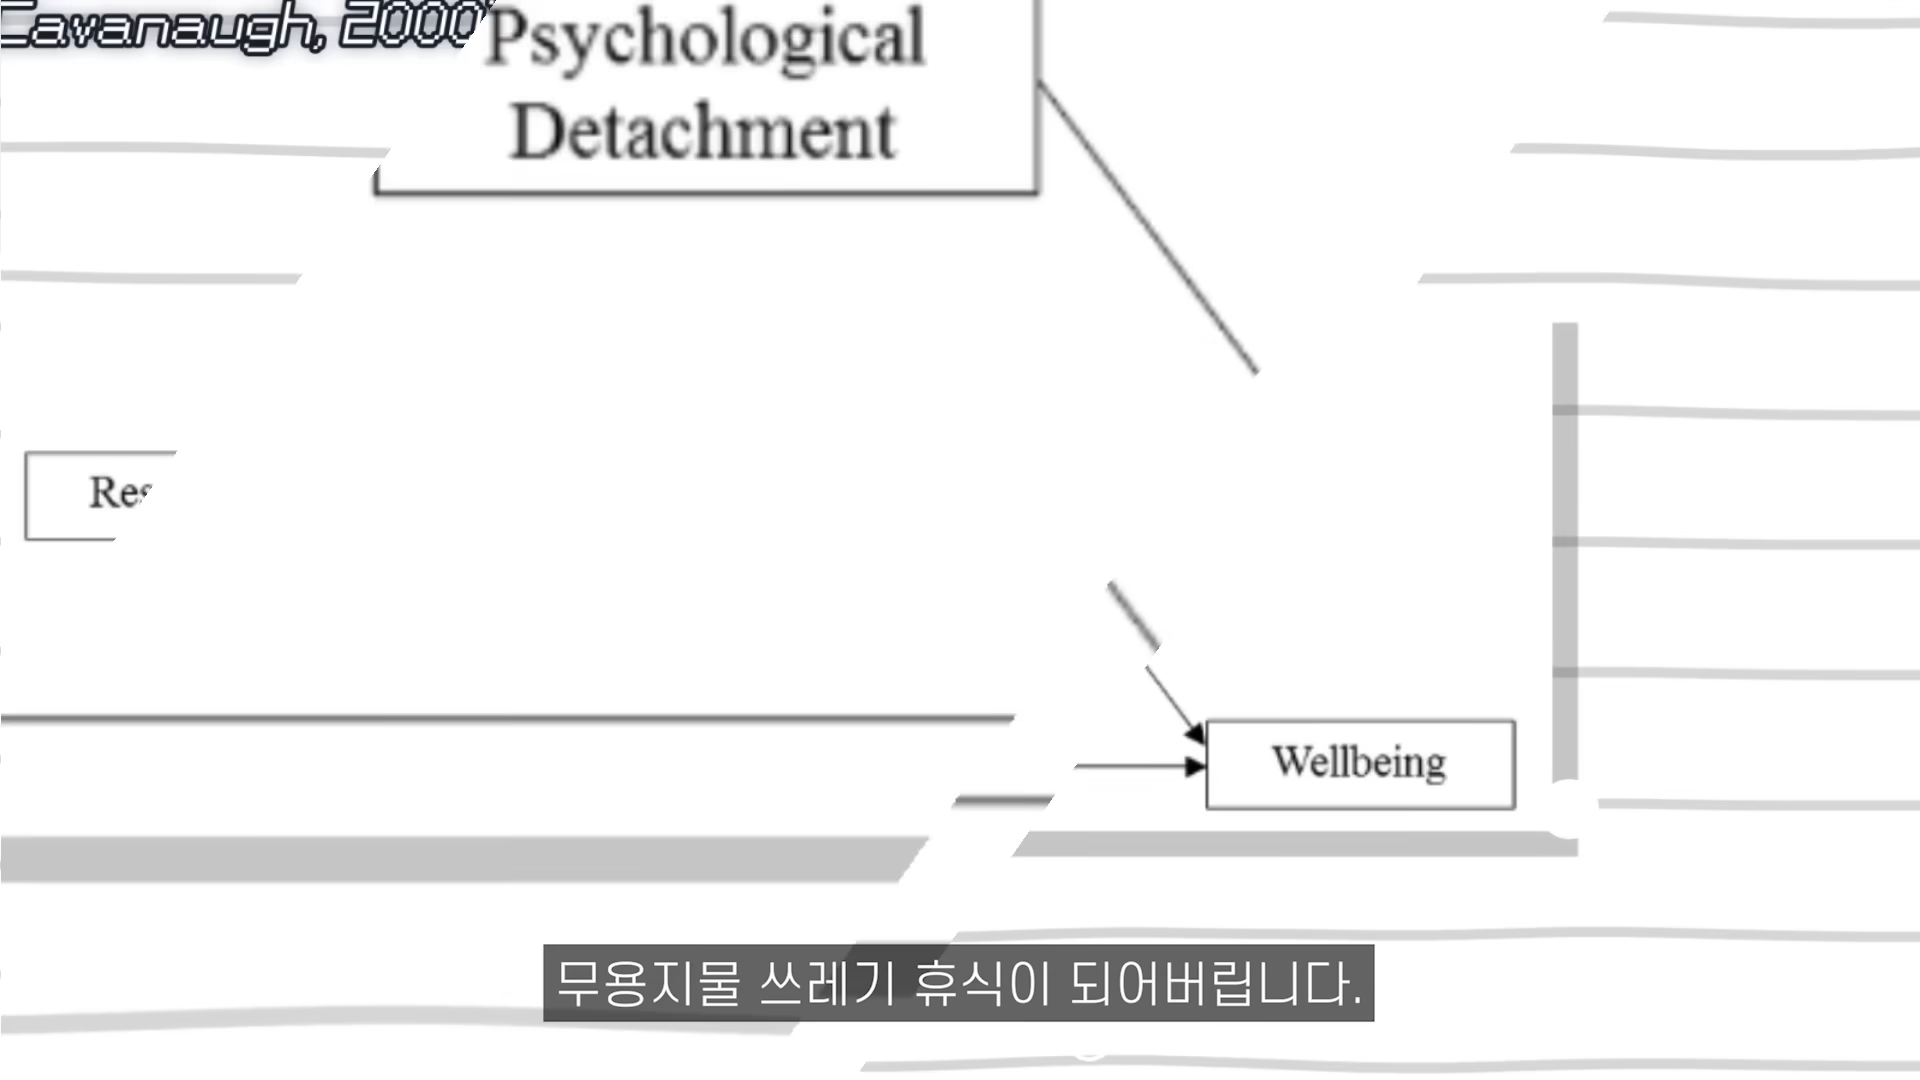 Cavanaugh, 2000
Psychological
Detachment
Res
Wellbeing
무용지물 쓰레기 휴식이 되어버립니다.